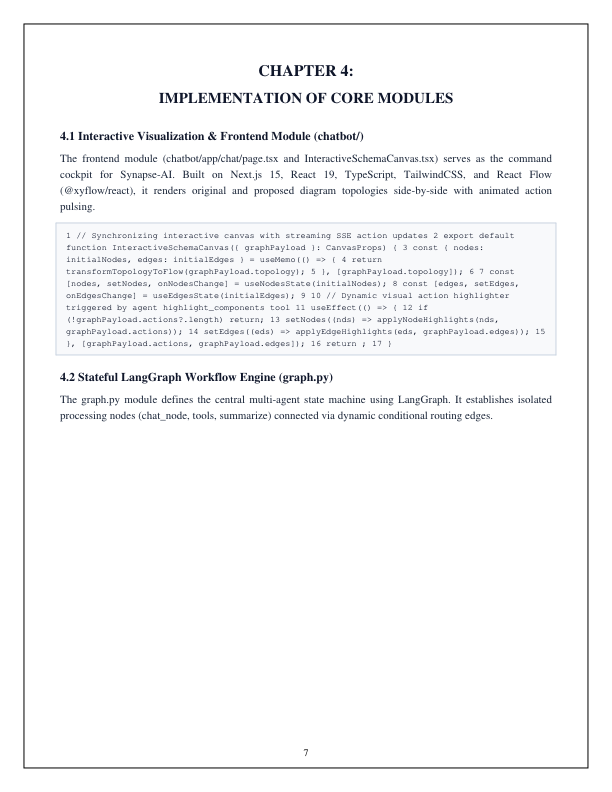 CHAPTER 4:
IMPLEMENTATION OF CORE MODULES
4.1 Interactive Visualization & Frontend Module (chatbot/)
The frontend module (chatbot/app/chat/page.tsx and InteractiveSchemaCanvas.tsx) serves as the command
cockpit for Synapse-AI. Built on Next.js 15, React 19, TypeScript, TailwindCSS, and React Flow
(@xyflow/react), it renders original and proposed diagram topologies side-by-side with animated action
pulsing.
1 // Synchronizing interactive canvas with streaming SSE action updates 2 export default
function InteractiveSchemaCanvas({ graphPayload }: CanvasProps) { 3 const { nodes:
initialNodes, edges: initialEdges } = useMemo(() => { 4 return
transformTopologyToFlow(graphPayload.topology); 5 }, [graphPayload.topology]); 6 7 const
[nodes, setNodes, onNodesChange] = useNodesState(initialNodes); 8 const [edges, setEdges,
onEdgesChange] = useEdgesState(initialEdges); 9 10 // Dynamic visual action highlighter
triggered by agent highlight_components tool 11 useEffect(() => { 12 if
(!graphPayload.actions?.length) return; 13 setNodes((nds) => applyNodeHighlights(nds,
graphPayload.actions)); 14 setEdges((eds) => applyEdgeHighlights(eds, graphPayload.edges)); 15
}, [graphPayload.actions, graphPayload.edges]); 16 return ; 17 }
4.2 Stateful LangGraph Workflow Engine (graph.py)
The graph.py module defines the central multi-agent state machine using LangGraph. It establishes isolated
processing nodes (chat_node, tools, summarize) connected via dynamic conditional routing edges.
7